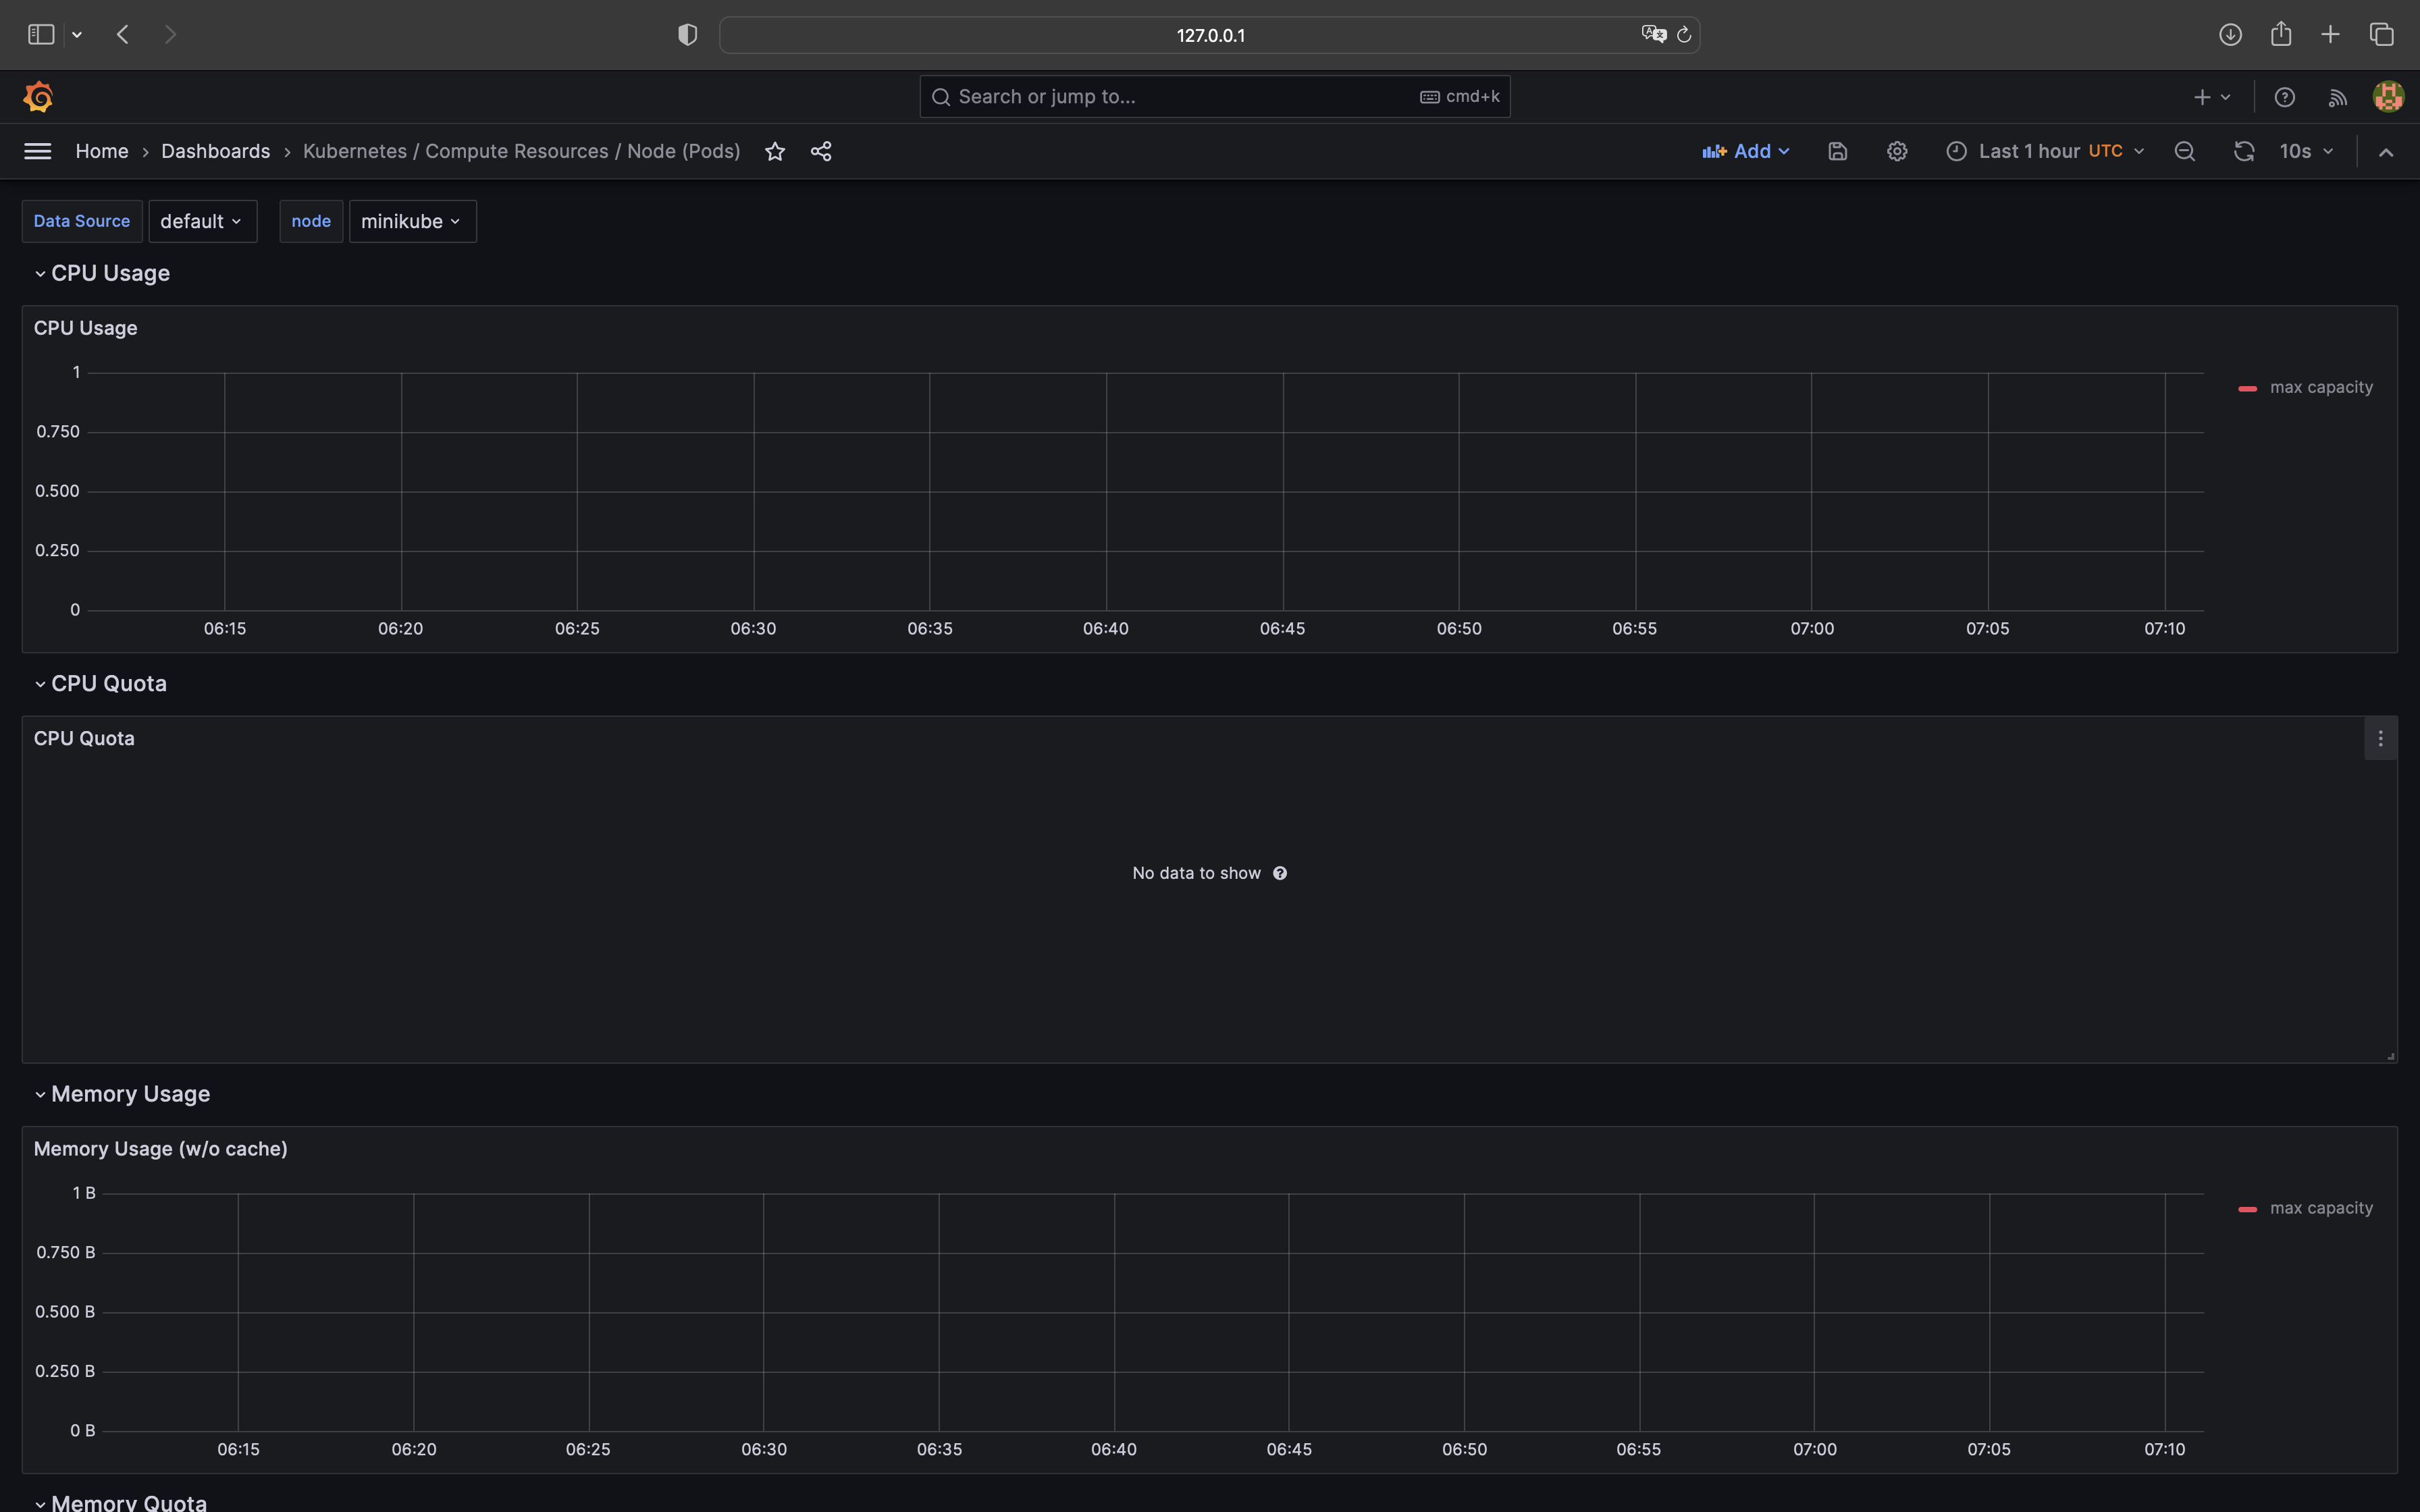 127.0.0.1
Search or jump to...
cmd+k
Home › Dashboards › Kubernetes / Compute Resources / Node (Pods)
Add
Last 1 hour UTC
10s
Data Source default node minikube
CPU Usage
CPU Usage
1
0.750
0.500
0.250
0
06:15 06:20 06:25 06:30 06:35 06:40 06:45 06:50 06:55 07:00 07:05 07:10
max capacity
CPU Quota
CPU Quota
No data to show
Memory Usage
Memory Usage (w/o cache)
1 B
0.750 B
0.500 B
0.250 B
0 B
06:15 06:20 06:25 06:30 06:35 06:40 06:45 06:50 06:55 07:00 07:05 07:10
max capacity
Memory Quota